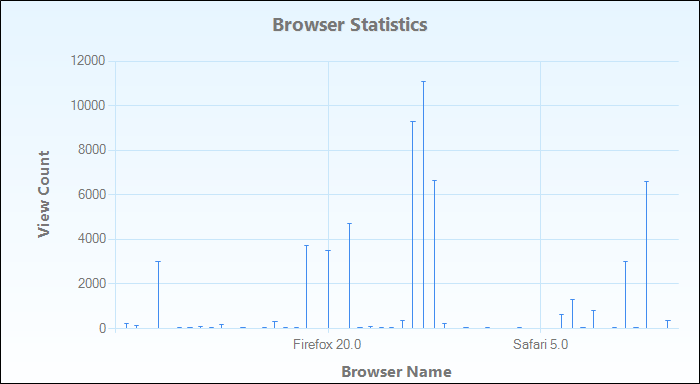 Browser Statistics
12000
10000
8000
6000
4000
2000
0
View Count
Firefox 20.0
Safari 5.0
Browser Name